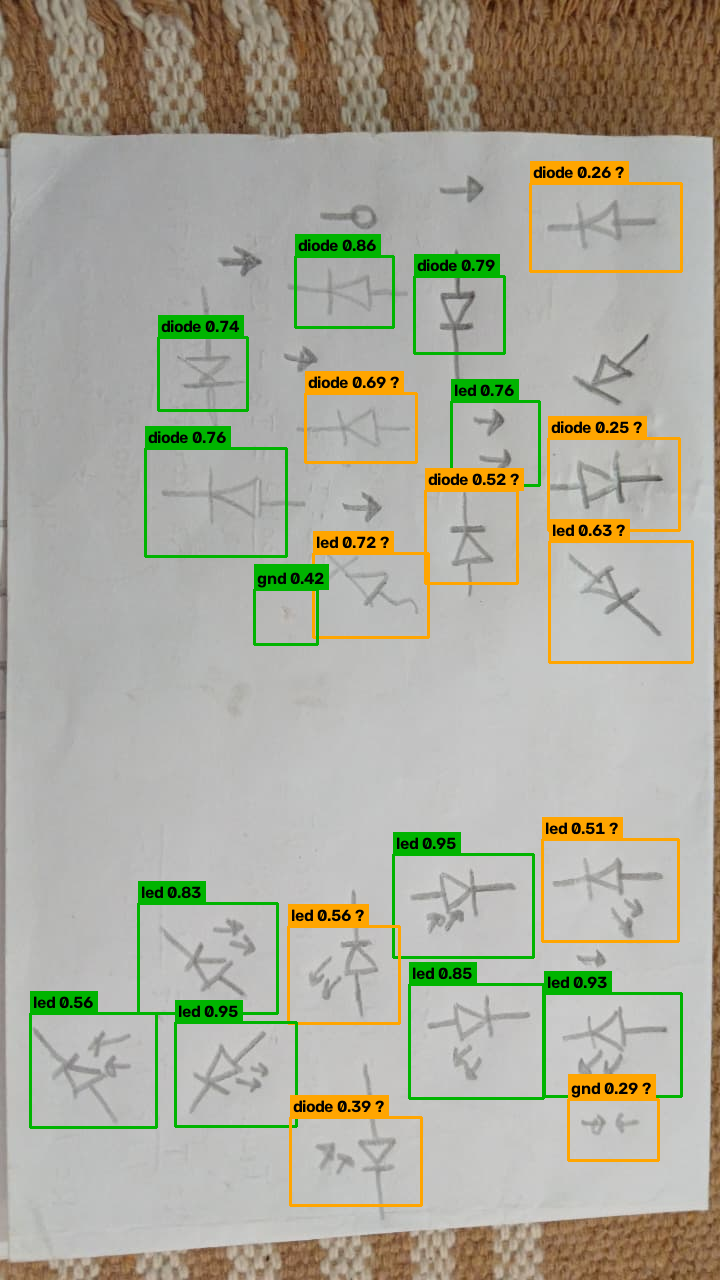 diode 0.26 ?
diode 0.86
diode 0.79
diode 0.74
diode 0.69 ?
led 0.76
diode 0.76
diode 0.25 ?
diode 0.52 ?
led 0.63 ?
led 0.72 ?
gnd 0.42
led 0.51 ?
led 0.95
led 0.83
led 0.56 ?
led 0.85
led 0.93
led 0.56
led 0.95
gnd 0.29 ?
diode 0.39 ?